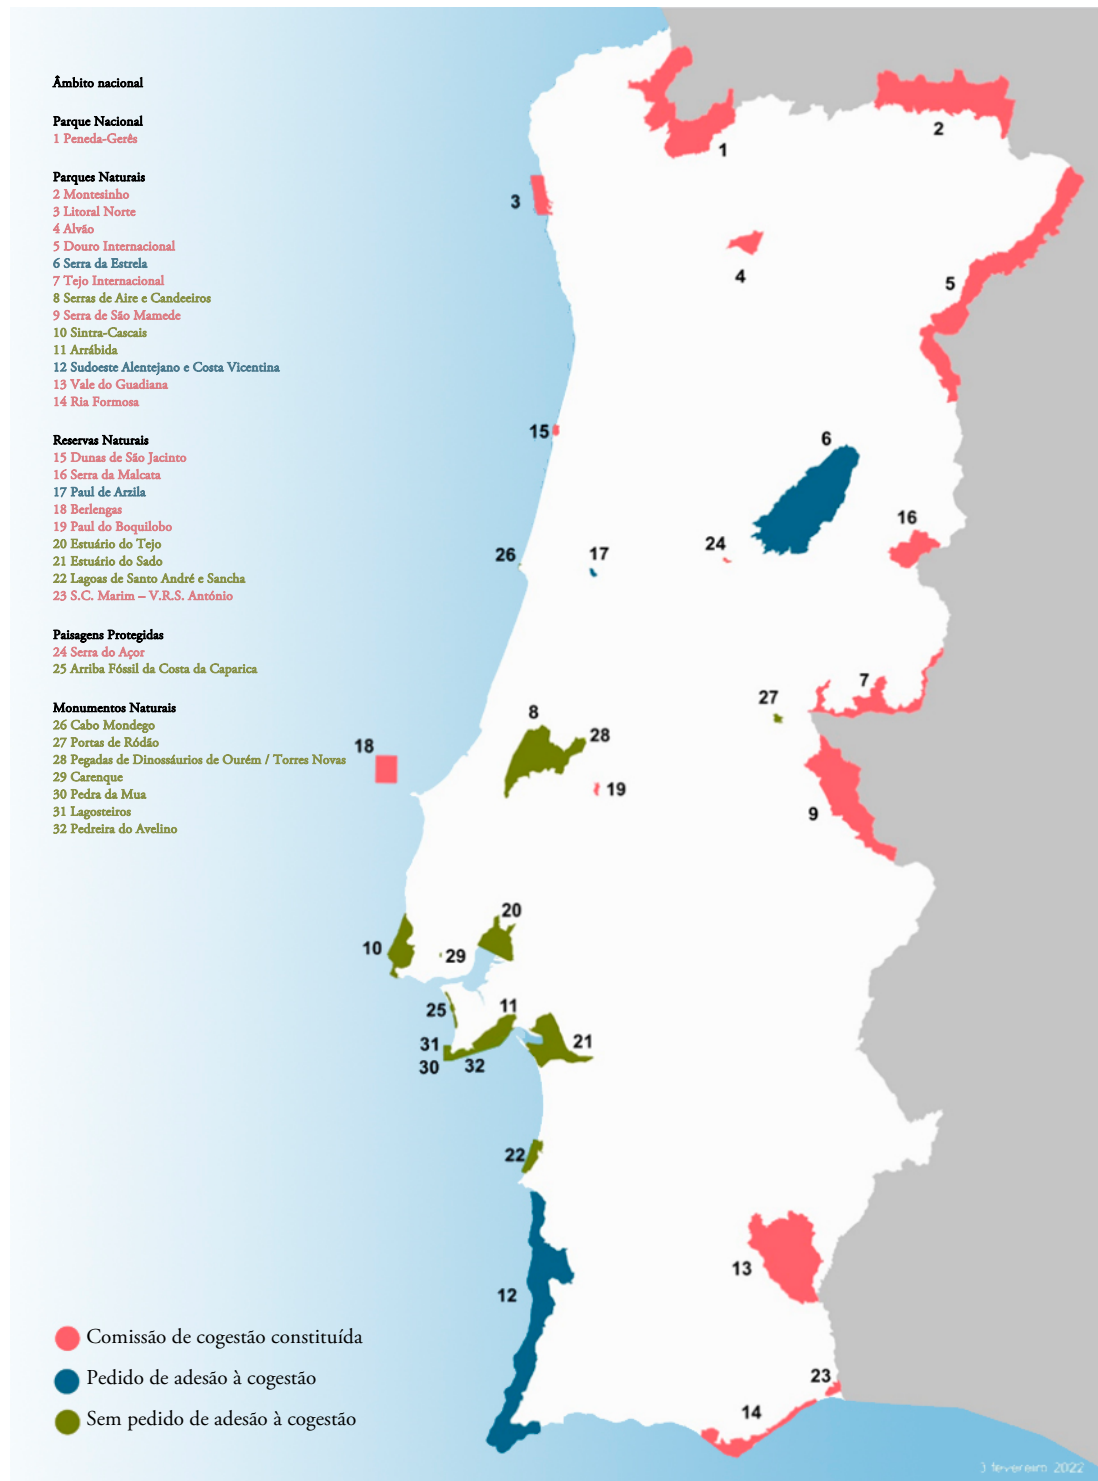 Âmbito nacional
Parque Nacional
1 Peneda-Gerês
Parques Naturais
2 Montesinho
3 Litoral Norte
4 Alvão
5 Douro Internacional
6 Serra da Estrela
7 Tejo Internacional
8 Serras de Aire e Candeeiros
9 Serra de São Mamede
10 Sintra-Cascais
11 Arrábida
12 Sudoeste Alentejano e Costa Vicentina
13 Vale do Guadiana
14 Ria Formosa
Reservas Naturais
15 Dunas de São Jacinto
16 Serra da Malcata
17 Paul de Arzila
18 Berlengas
19 Paul do Boquilobo
20 Estuário do Tejo
21 Estuário do Sado
22 Lagoas de Santo André e Sancha
23 S.C. Marim – V.R.S. António
Paisagens Protegidas
24 Serra do Açor
25 Arriba Fóssil da Costa da Caparica
Monumentos Naturais
26 Cabo Mondego
27 Portas de Ródão
28 Pegadas de Dinossáurios de Ourém / Torres Novas
29 Carenque
30 Pedra da Mua
31 Lagosteiros
32 Pedreira do Avelino
Comissão de cogestão constituída
Pedido de adesão à cogestão
Sem pedido de adesão à cogestão
1
2
3
4
5
6
15
16
24
17
26
7
27
8
28
18
19
9
20
10
29
11
25
21
31
30
32
22
13
12
23
14
3 fevereiro 2022